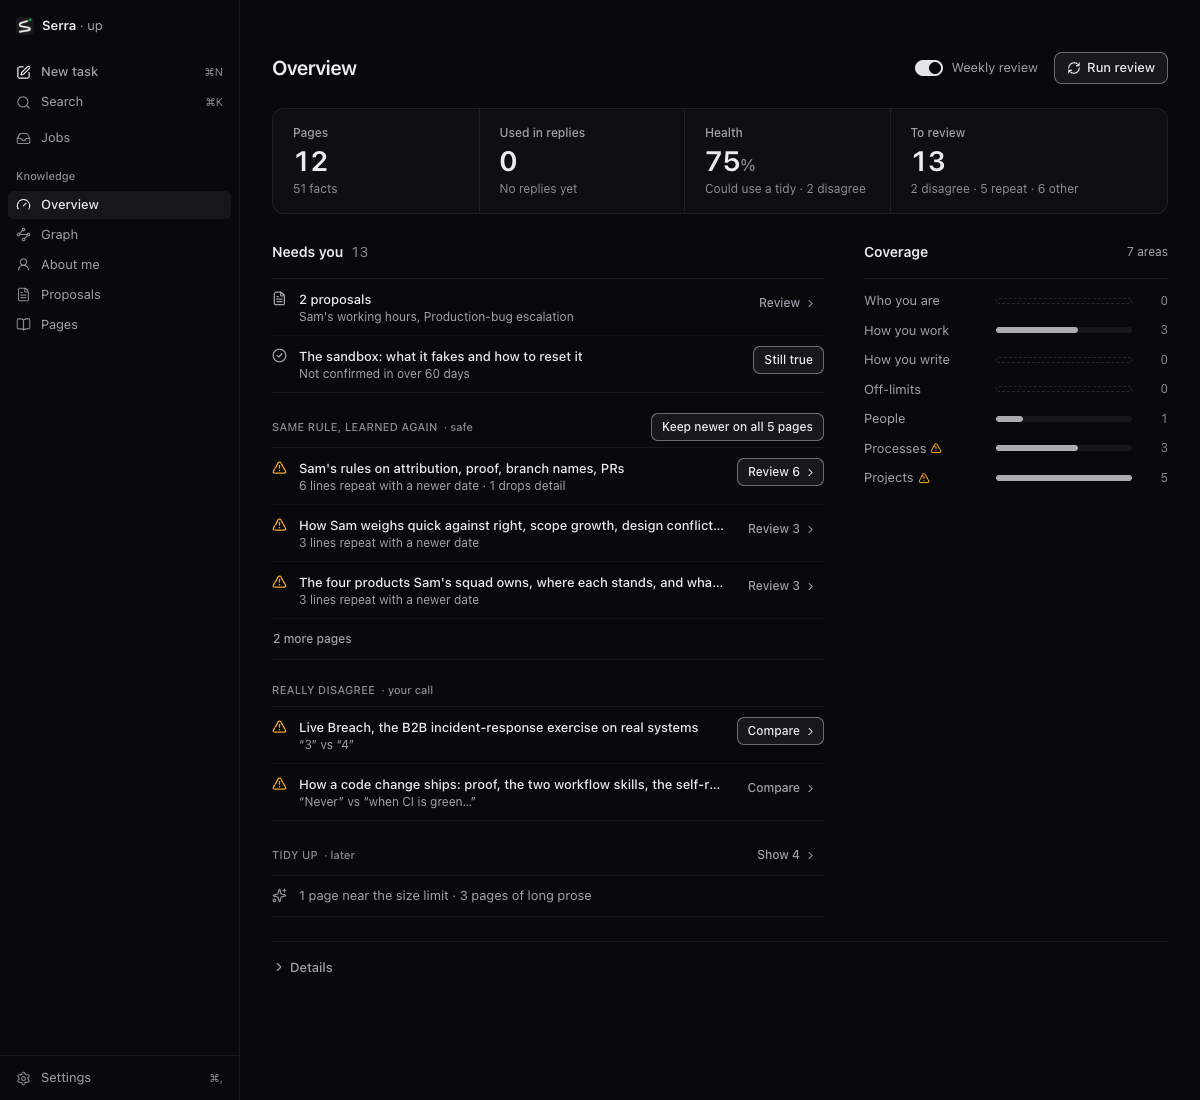 Serra · up
New task ⌘N
Search ⌘K
Jobs
Knowledge
Overview
Graph
About me
Proposals
Pages
Settings ⌘,
Overview
Weekly review
Run review
Pages
12
51 facts
Used in replies
0
No replies yet
Health
75%
Could use a tidy · 2 disagree
To review
13
2 disagree · 5 repeat · 6 other
Needs you 13
2 proposals
Sam's working hours, Production-bug escalation
Review
The sandbox: what it fakes and how to reset it
Not confirmed in over 60 days
Still true
SAME RULE, LEARNED AGAIN · safe
Keep newer on all 5 pages
Sam's rules on attribution, proof, branch names, PRs
6 lines repeat with a newer date · 1 drops detail
Review 6
How Sam weighs quick against right, scope growth, design conflict...
3 lines repeat with a newer date
Review 3
The four products Sam's squad owns, where each stands, and wha...
3 lines repeat with a newer date
Review 3
2 more pages
REALLY DISAGREE · your call
Live Breach, the B2B incident-response exercise on real systems
“3” vs “4”
Compare
How a code change ships: proof, the two workflow skills, the self-r...
“Never” vs “when CI is green...”
Compare
TIDY UP · later
Show 4
1 page near the size limit · 3 pages of long prose
Details
Coverage
7 areas
Who you are 0
How you work 3
How you write 0
Off-limits 0
People 1
Processes 3
Projects 5